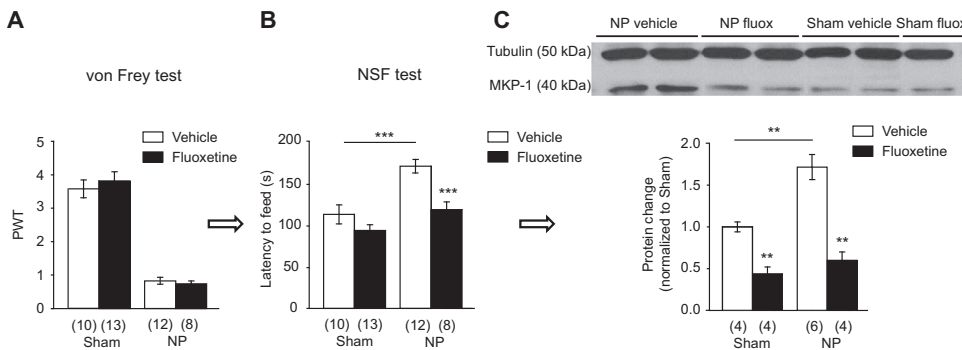 A
von Frey test
Vehicle
Fluoxetine
PWT
5
4
3
2
1
0
(10) (13) (12) (8)
Sham NP
B
NSF test
***
Vehicle
Fluoxetine
***
Latency to feed (s)
200
150
100
50
0
(10) (13) (12) (8)
Sham NP
C
NP vehicle NP fluox Sham vehicle Sham fluox
Tubulin (50 kDa)
MKP-1 (40 kDa)
**
Vehicle
Fluoxetine
** **
Protein change
(normalized to Sham)
2.0
1.5
1.0
0.5
0.0
(4) (4) (6) (4)
Sham NP